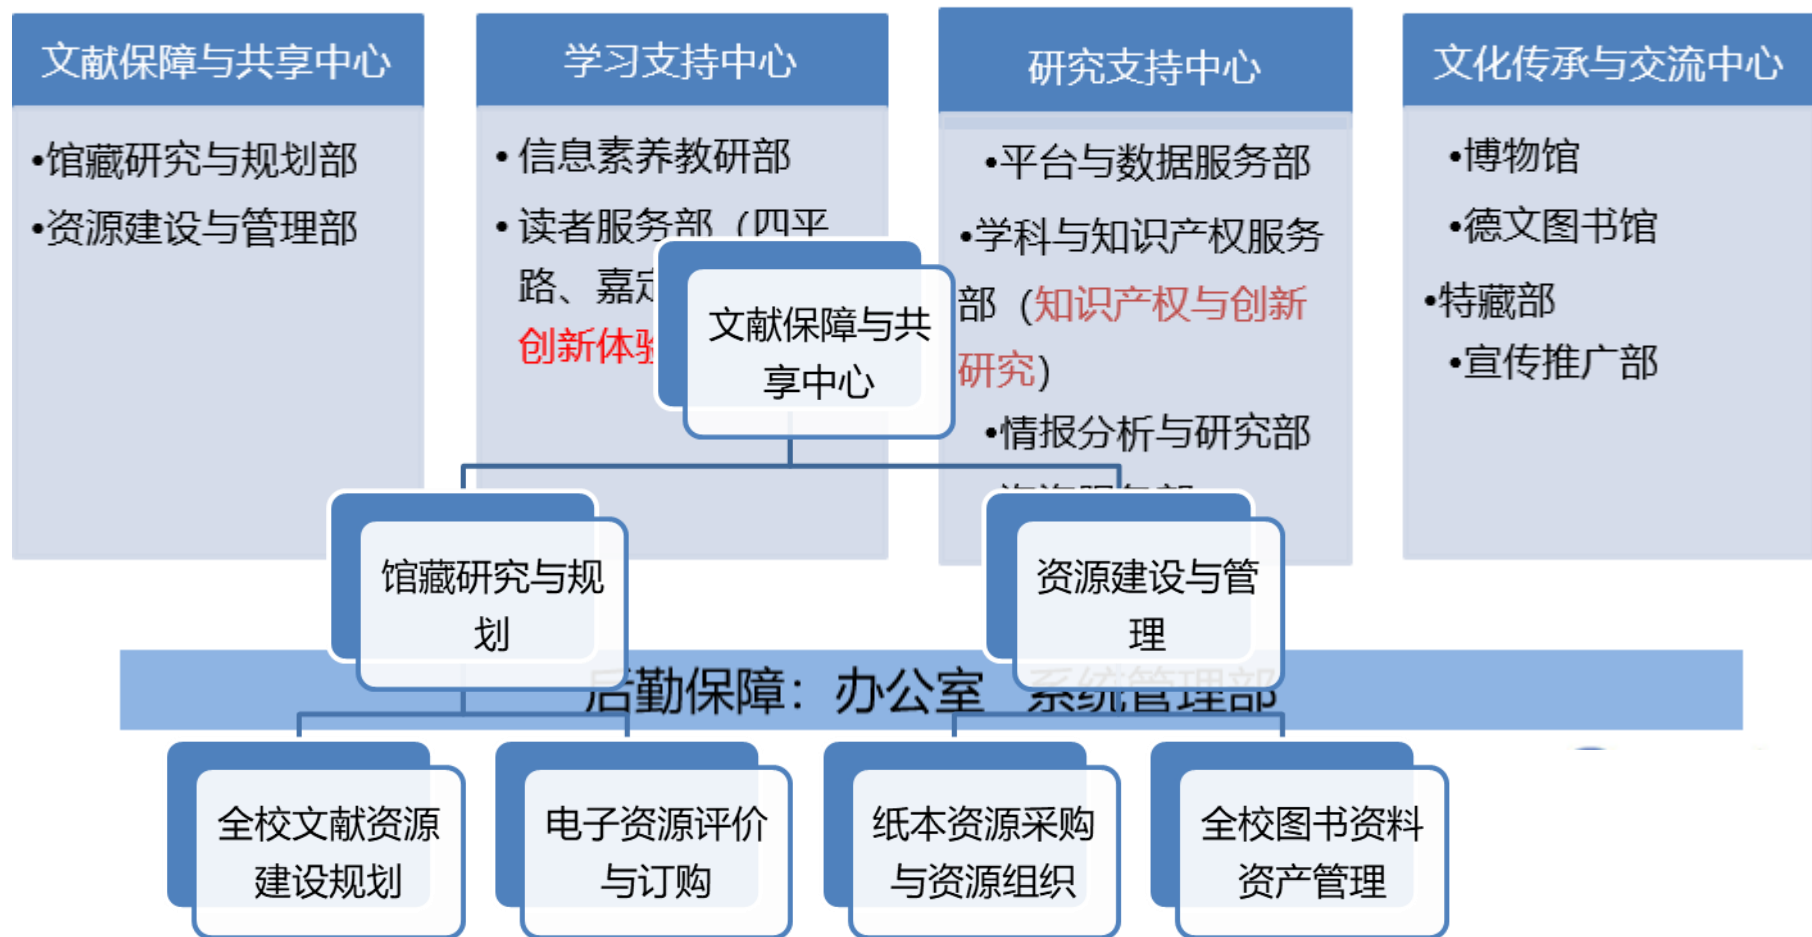 文献保障与共享中心
•馆藏研究与规划部
•资源建设与管理部
学习支持中心
•信息素养教研部
•读者服务部（四平
路、嘉定
创新体验
研究支持中心
•平台与数据服务部
•学科与知识产权服务
部（知识产权与创新
研究）
•情报分析与研究部
文化传承与交流中心
•博物馆
•德文图书馆
•特藏部
•宣传推广部
文献保障与共
享中心
馆藏研究与规
划
资源建设与管
理
后勤保障：办公室 系统管理部
全校文献资源
建设规划
电子资源评价
与订购
纸本资源采购
与资源组织
全校图书资料
资产管理